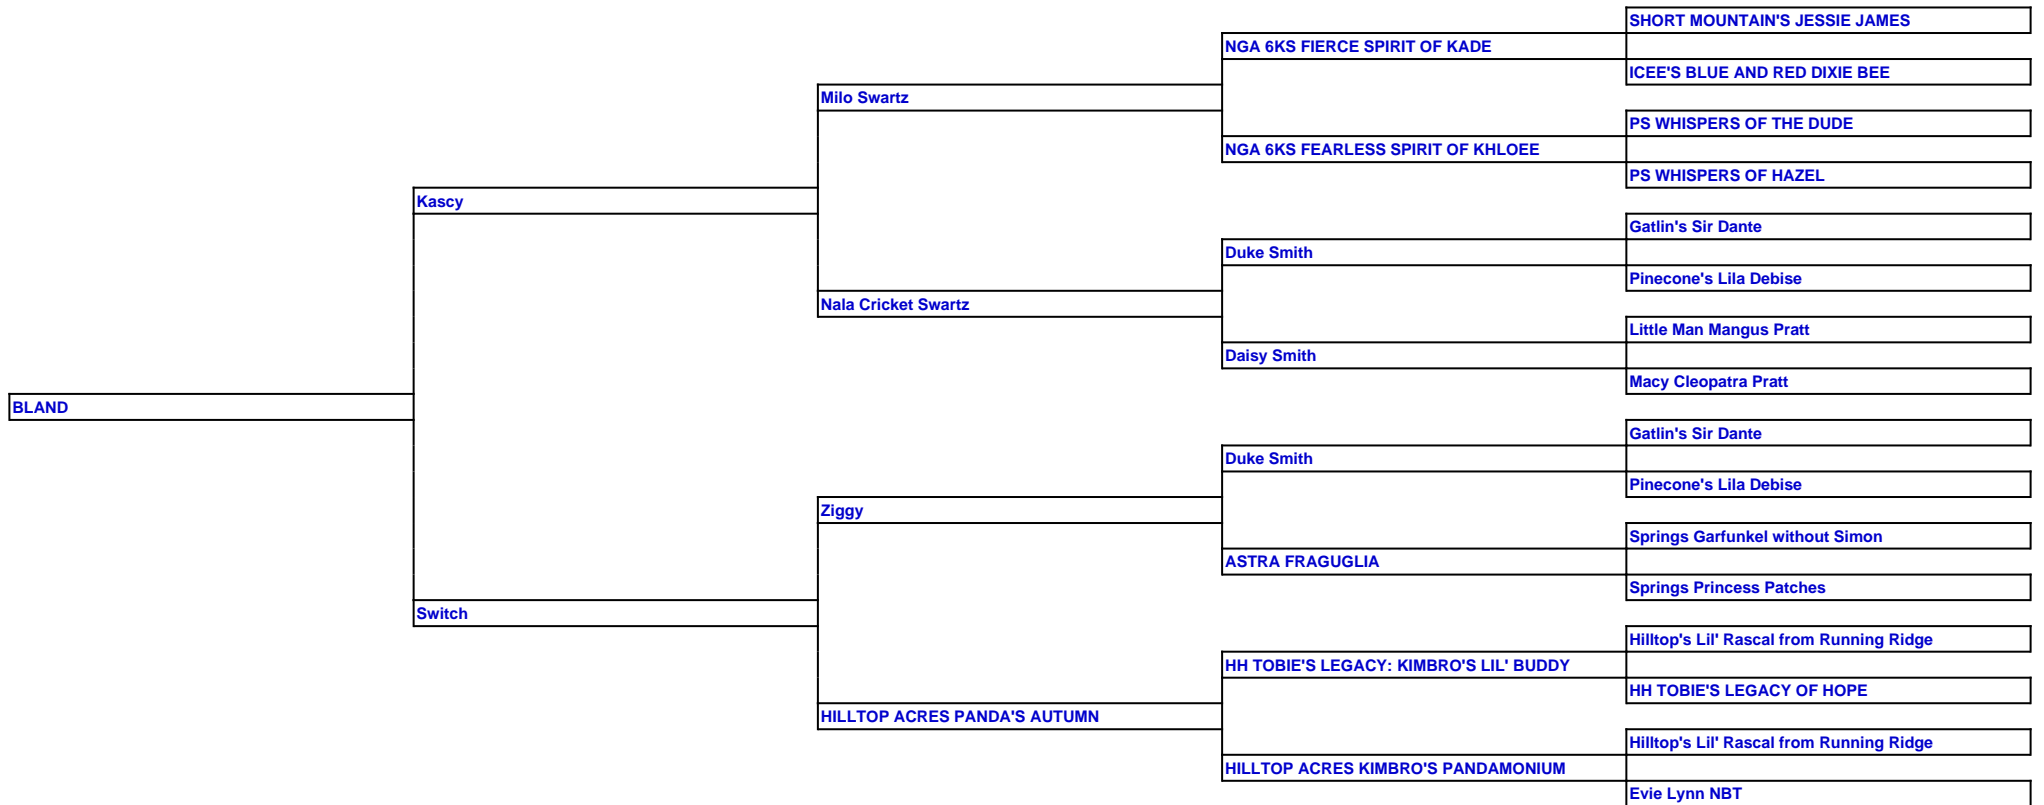 SHORT MOUNTAIN'S JESSIE JAMES
NGA 6KS FIERCE SPIRIT OF KADE
ICEE'S BLUE AND RED DIXIE BEE
Milo Swartz
PS WHISPERS OF THE DUDE
NGA 6KS FEARLESS SPIRIT OF KHLOEE
PS WHISPERS OF HAZEL
Kascy
Gatlin's Sir Dante
Duke Smith
Pinecone's Lila Debise
Nala Cricket Swartz
Little Man Mangus Pratt
Daisy Smith
Macy Cleopatra Pratt
BLAND
Gatlin's Sir Dante
Duke Smith
Pinecone's Lila Debise
Ziggy
Springs Garfunkel without Simon
ASTRA FRAGUGLIA
Springs Princess Patches
Switch
Hilltop's Lil' Rascal from Running Ridge
HH TOBIE'S LEGACY: KIMBRO'S LIL' BUDDY
HH TOBIE'S LEGACY OF HOPE
HILLTOP ACRES PANDA'S AUTUMN
Hilltop's Lil' Rascal from Running Ridge
HILLTOP ACRES KIMBRO'S PANDAMONIUM
Evie Lynn NBT